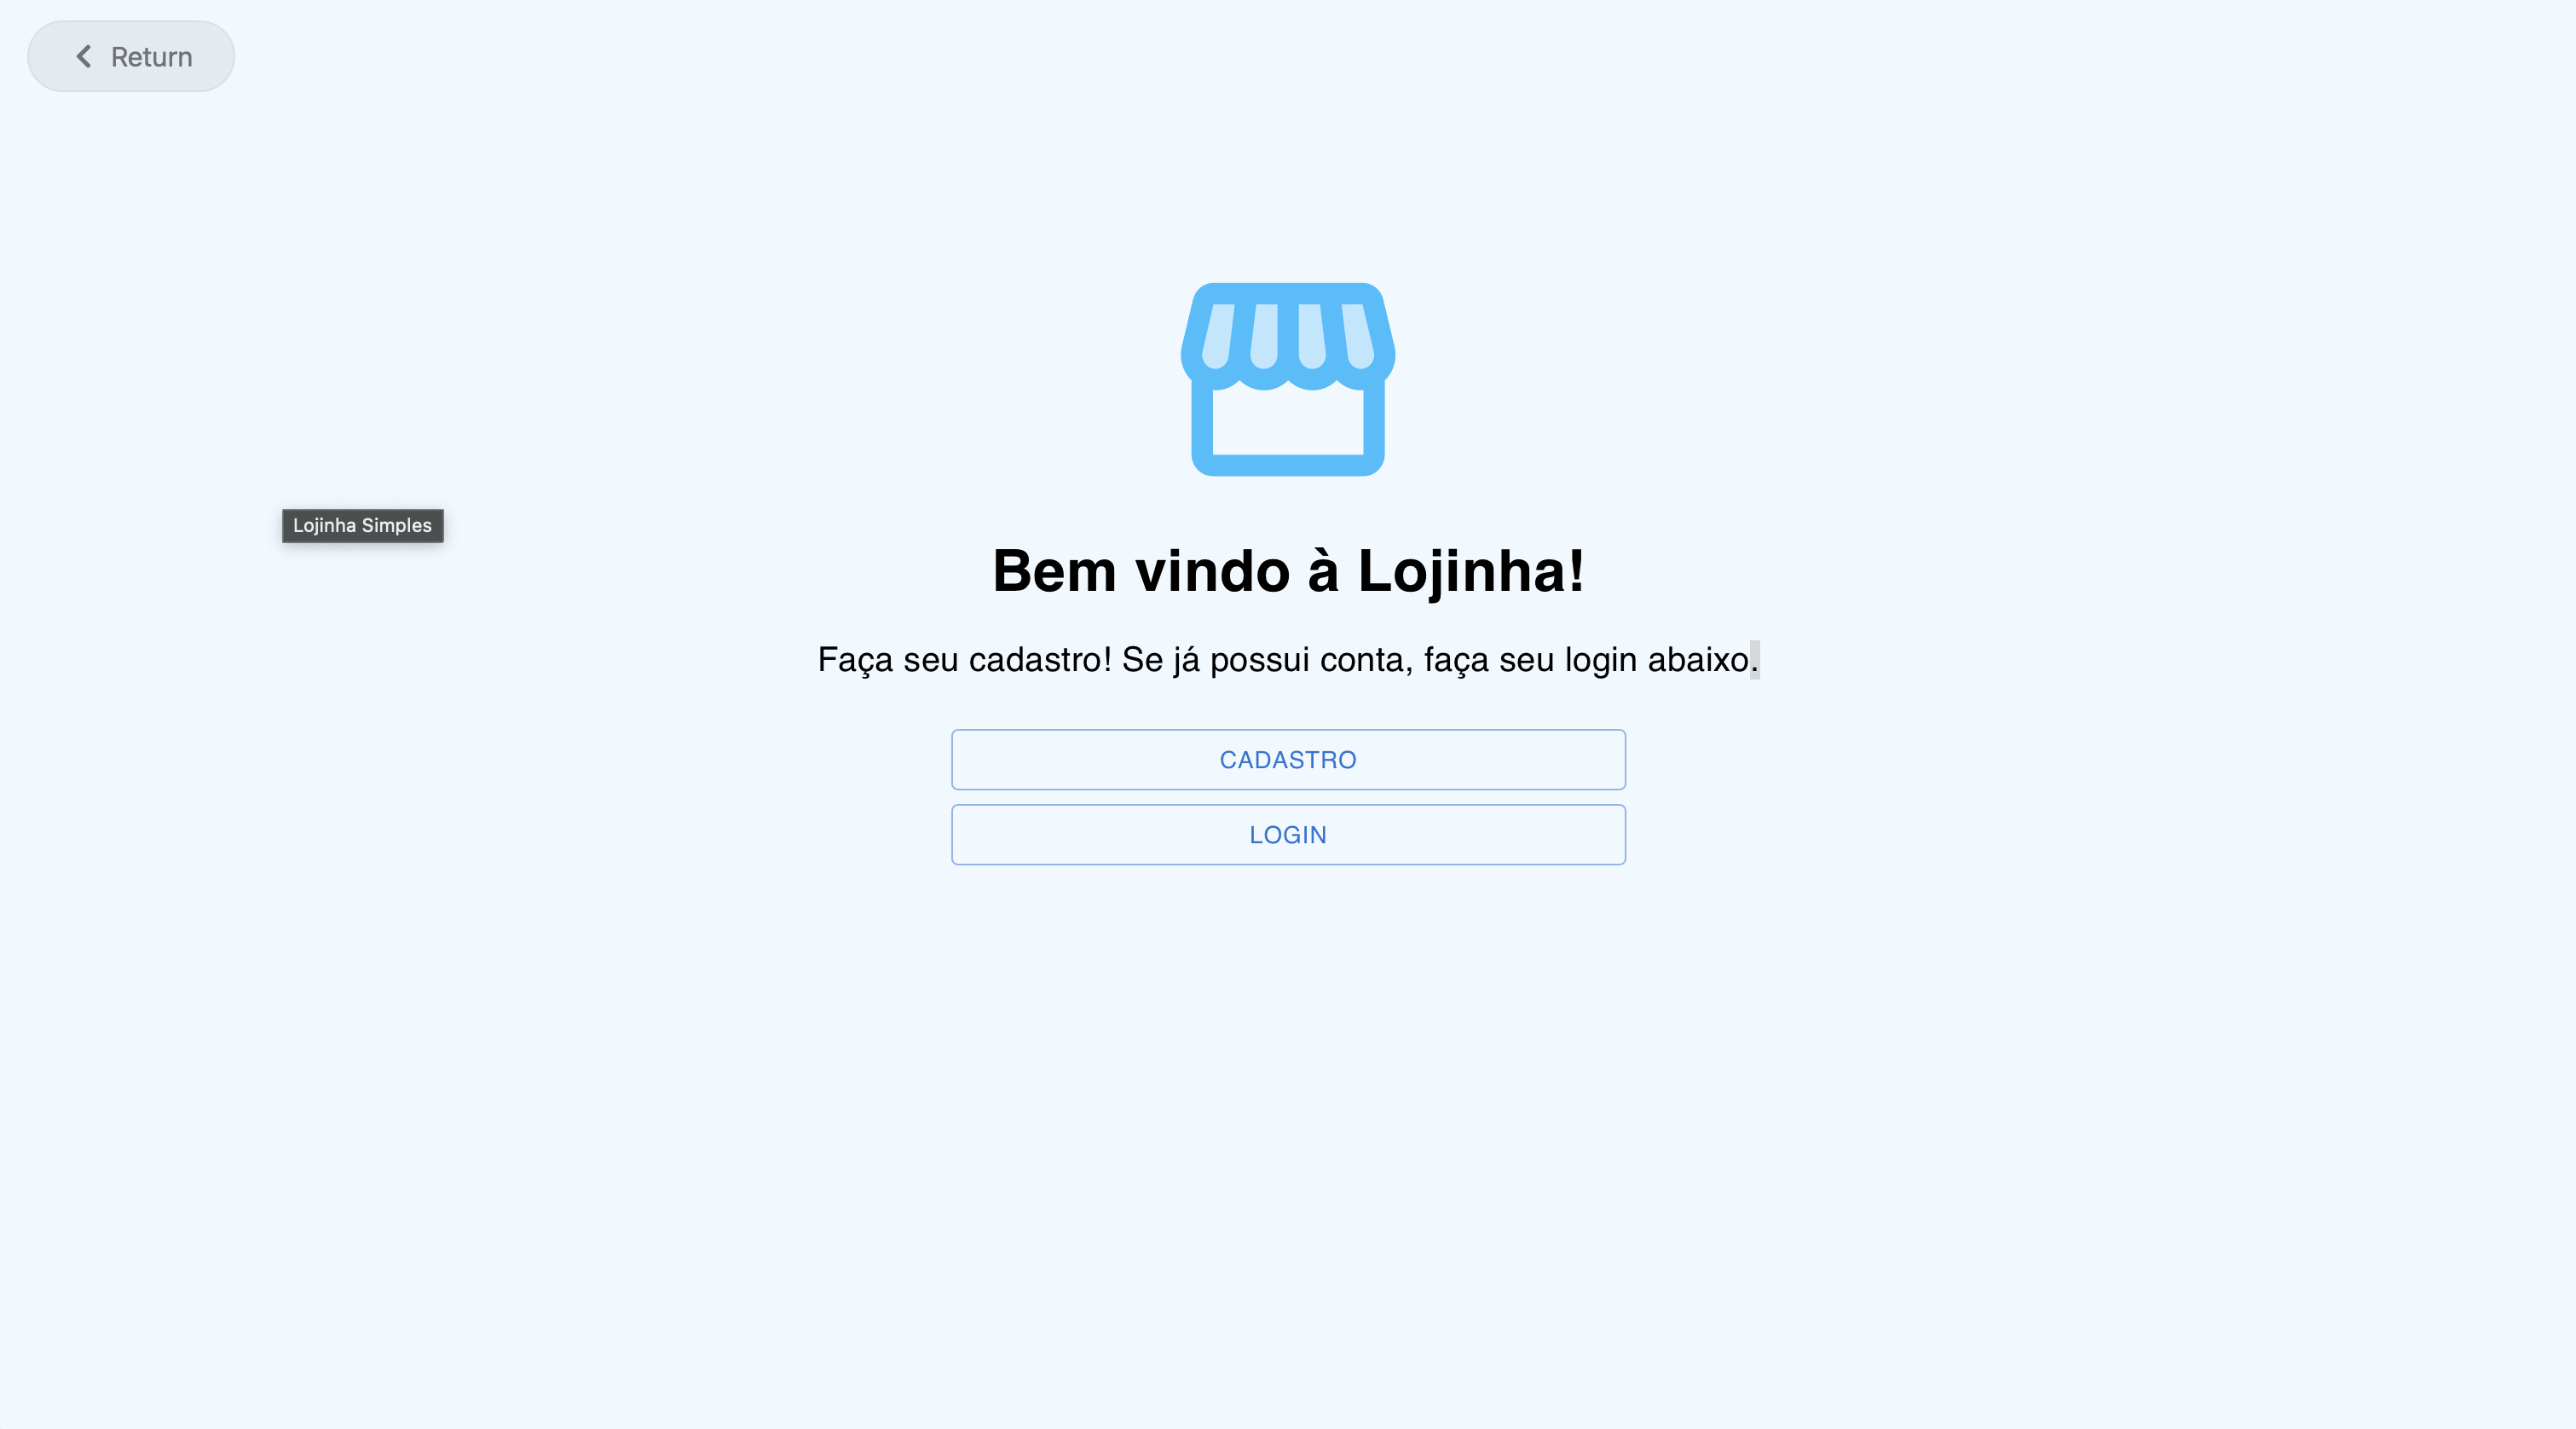 Return
Lojinha Simples
Bem vindo à Lojinha!
Faça seu cadastro! Se já possui conta, faça seu login abaixo.
CADASTRO
LOGIN